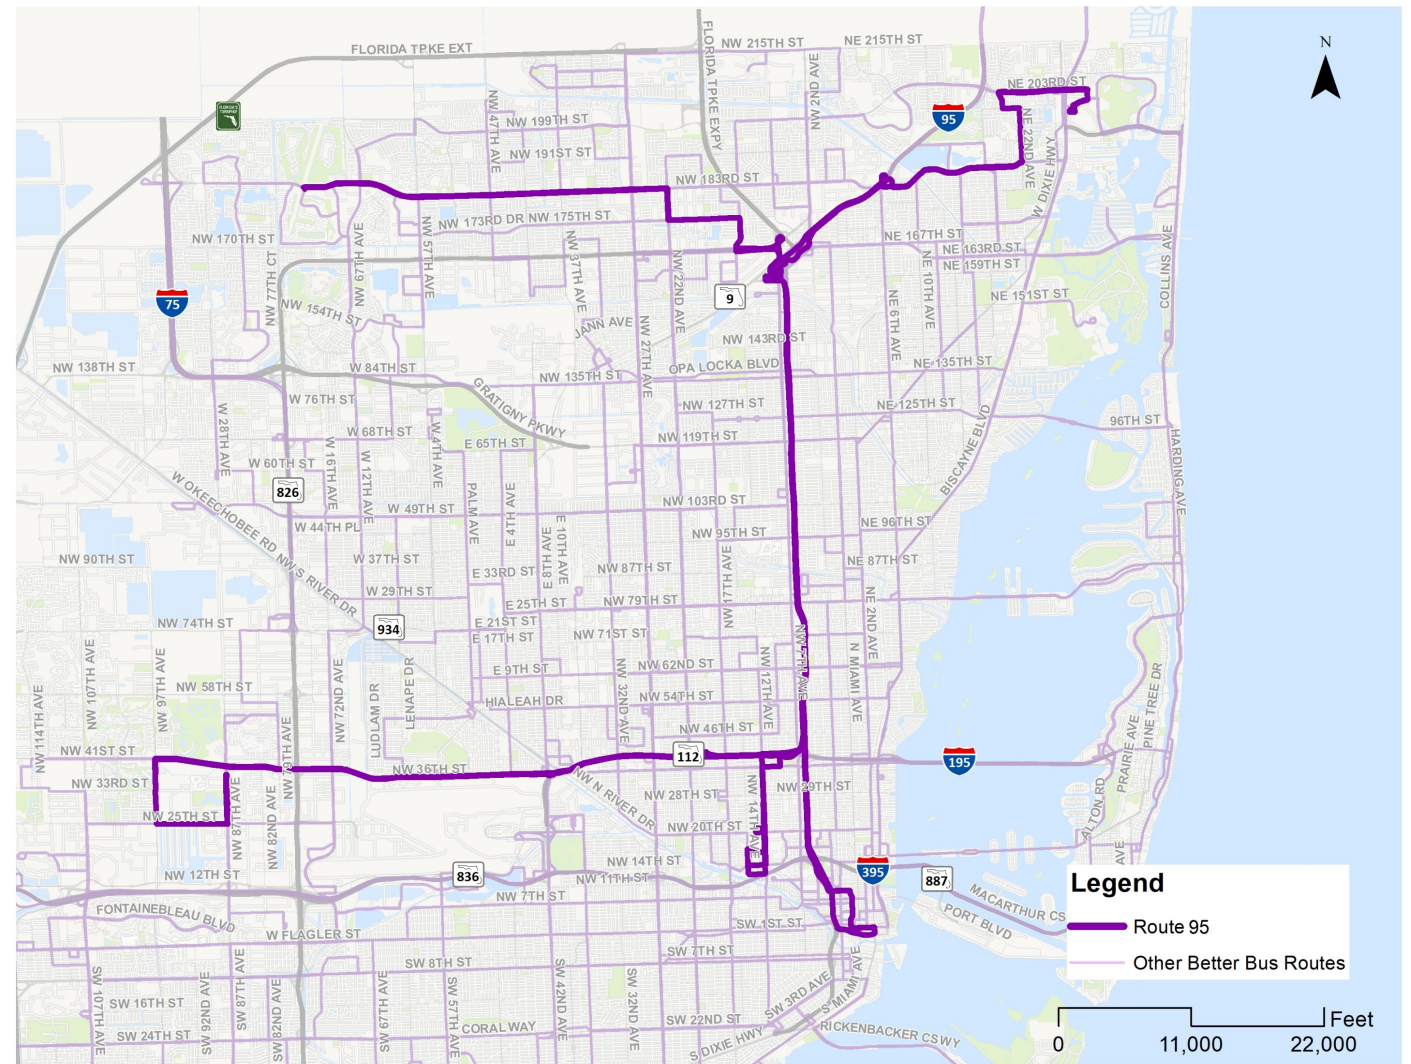 FLORIDA TPKE EXT
FLORIDA TPKE EXPY
NW 215TH ST
NE 215TH ST
N
NW 2ND AVE
NE 203RD ST
FLORIDA'S TURNPIKE
NW 47TH AVE
NW 199TH ST
95
NE 22ND AVE
W DIXIE HWY
NW 191ST ST
NW 183RD ST
NW 173RD DR
NW 175TH ST
NW 170TH ST
NW 77TH CT
NW 67TH AVE
NW 57TH AVE
NW 37TH AVE
NW 22ND AVE
NE 167TH ST
NE 163RD ST
NE 159TH ST
NE 10TH AVE
COLLINS AVE
75
NW 154TH ST
9
NE 6TH AVE
NE 151ST ST
JANN AVE
NW 27TH AVE
NW 143RD ST
NW 138TH ST
W 84TH ST
NW 135TH ST
OPA LOCKA BLVD
NE 135TH ST
W 76TH ST
GRATIGNY PKWY
NW 127TH ST
NE 125TH ST
96TH ST
W 28TH AVE
W 68TH ST
W 4TH AVE
E 65TH ST
NW 119TH ST
BISCAYNE BLVD
HARDING AVE
W 60TH ST
W 16TH AVE
W 12TH AVE
W OKEECHOBEE RD
826
PALM AVE
E 4TH AVE
NW 103RD ST
W 49TH ST
W 44TH PL
E 8TH AVE
E 10TH AVE
NW 95TH ST
NE 96TH ST
NW 90TH ST
NW S RIVER DR
W 37TH ST
E 33RD ST
NW 87TH ST
NW 17TH AVE
NE 87TH ST
W 29TH ST
E 25TH ST
NW 79TH ST
NE 2ND AVE
NW 74TH ST
934
E 21ST ST
E 17TH ST
NW 71ST ST
NW 7TH AVE
N MIAMI AVE
NW 114TH AVE
NW 107TH AVE
NW 97TH AVE
NW 58TH ST
NW 72ND AVE
LUDLAM DR
LENAPE DR
E 9TH ST
HIALEAH DR
NW 32ND AVE
NW 62ND ST
NW 54TH ST
NW 12TH AVE
PINE TREE DR
PRAIRIE AVE
NW 79TH AVE
NW 46TH ST
NW 41ST ST
112
195
NW 36TH ST
NW 33RD ST
NW N RIVER DR
NW 28TH ST
NW 14TH AVE
NW 29TH ST
ALTON RD
NW 25TH ST
NW 87TH AVE
NW 82ND AVE
NW 20TH ST
NW 14TH ST
NW 12TH ST
836
NW 11TH ST
395
887
AVE
NW 7TH ST
MACARTHUR CS
PORT BLVD
FONTAINEBLEAU BLVD
W FLAGLER ST
SW 1ST ST
SW 7TH ST
SW 8TH ST
SW 107TH AVE
SW 92ND AVE
SW 87TH AVE
SW 82ND AVE
SW 67TH AVE
SW 57TH AVE
SW 42ND AVE
SW 32ND AVE
SW 3RD AVE
S MIAMI AVE
SW 16TH ST
SW 24TH ST
CORAL WAY
SW 22ND ST
S DIXIE HWY
RICKENBACKER CSWY
Legend
Route 95
Other Better Bus Routes
Feet
0
11,000
22,000